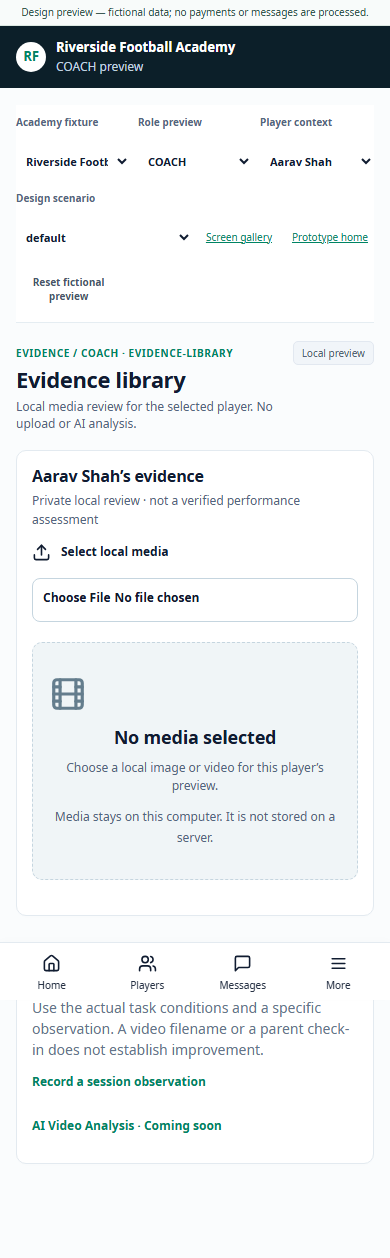 Design preview — fictional data; no payments or messages are processed.
RF
Riverside Football Academy
COACH preview
Academy fixture
Role preview
Player context
Riverside Foot
COACH
Aarav Shah
Design scenario
default
Screen gallery
Prototype home
Reset fictional
preview
EVIDENCE / COACH · EVIDENCE-LIBRARY
Local preview
Evidence library
Local media review for the selected player. No
upload or AI analysis.
Aarav Shah’s evidence
Private local review · not a verified performance
assessment
Select local media
Choose File No file chosen
No media selected
Choose a local image or video for this player’s
preview.
Media stays on this computer. It is not stored on a
server.
Home
Players
Messages
More
Use the actual task conditions and a specific
observation. A video filename or a parent check-
in does not establish improvement.
Record a session observation
AI Video Analysis · Coming soon